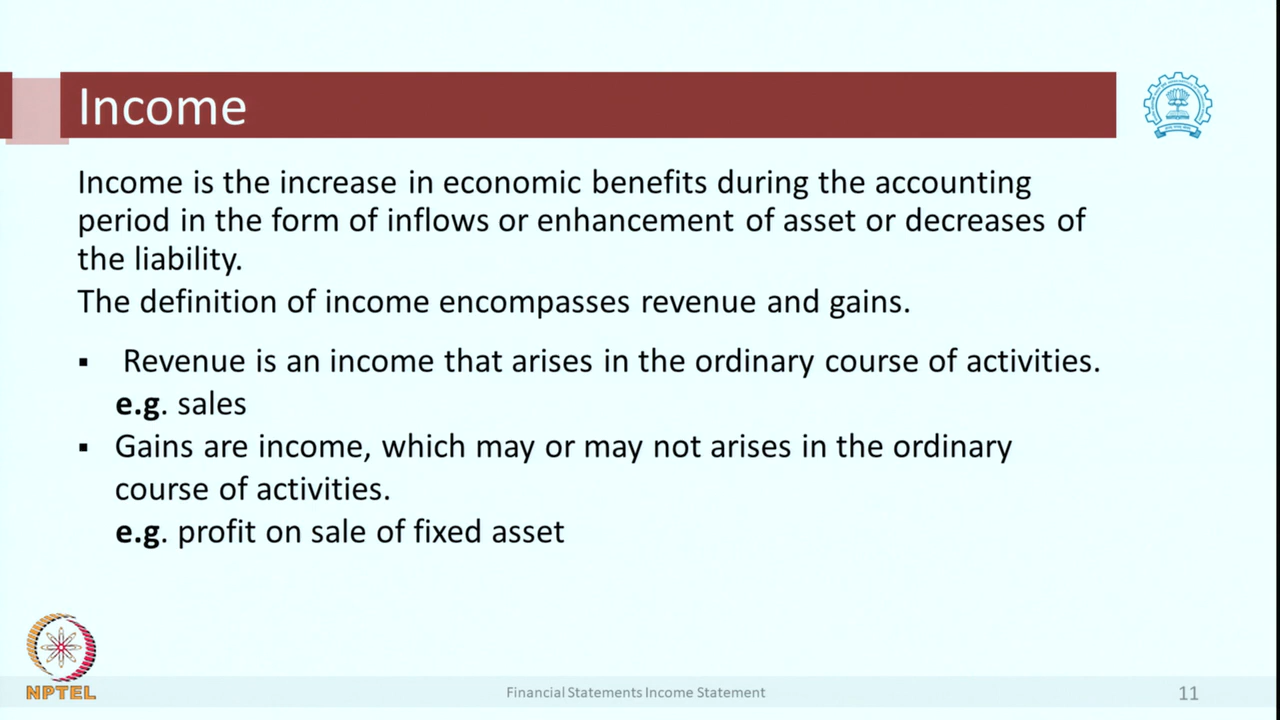 Income
Income is the increase in economic benefits during the accounting
period in the form of inflows or enhancement of asset or decreases of
the liability.
The definition of income encompasses revenue and gains.
▪ Revenue is an income that arises in the ordinary course of activities.
e.g. sales
▪ Gains are income, which may or may not arises in the ordinary
course of activities.
e.g. profit on sale of fixed asset
NPTEL
Financial Statements Income Statement
11